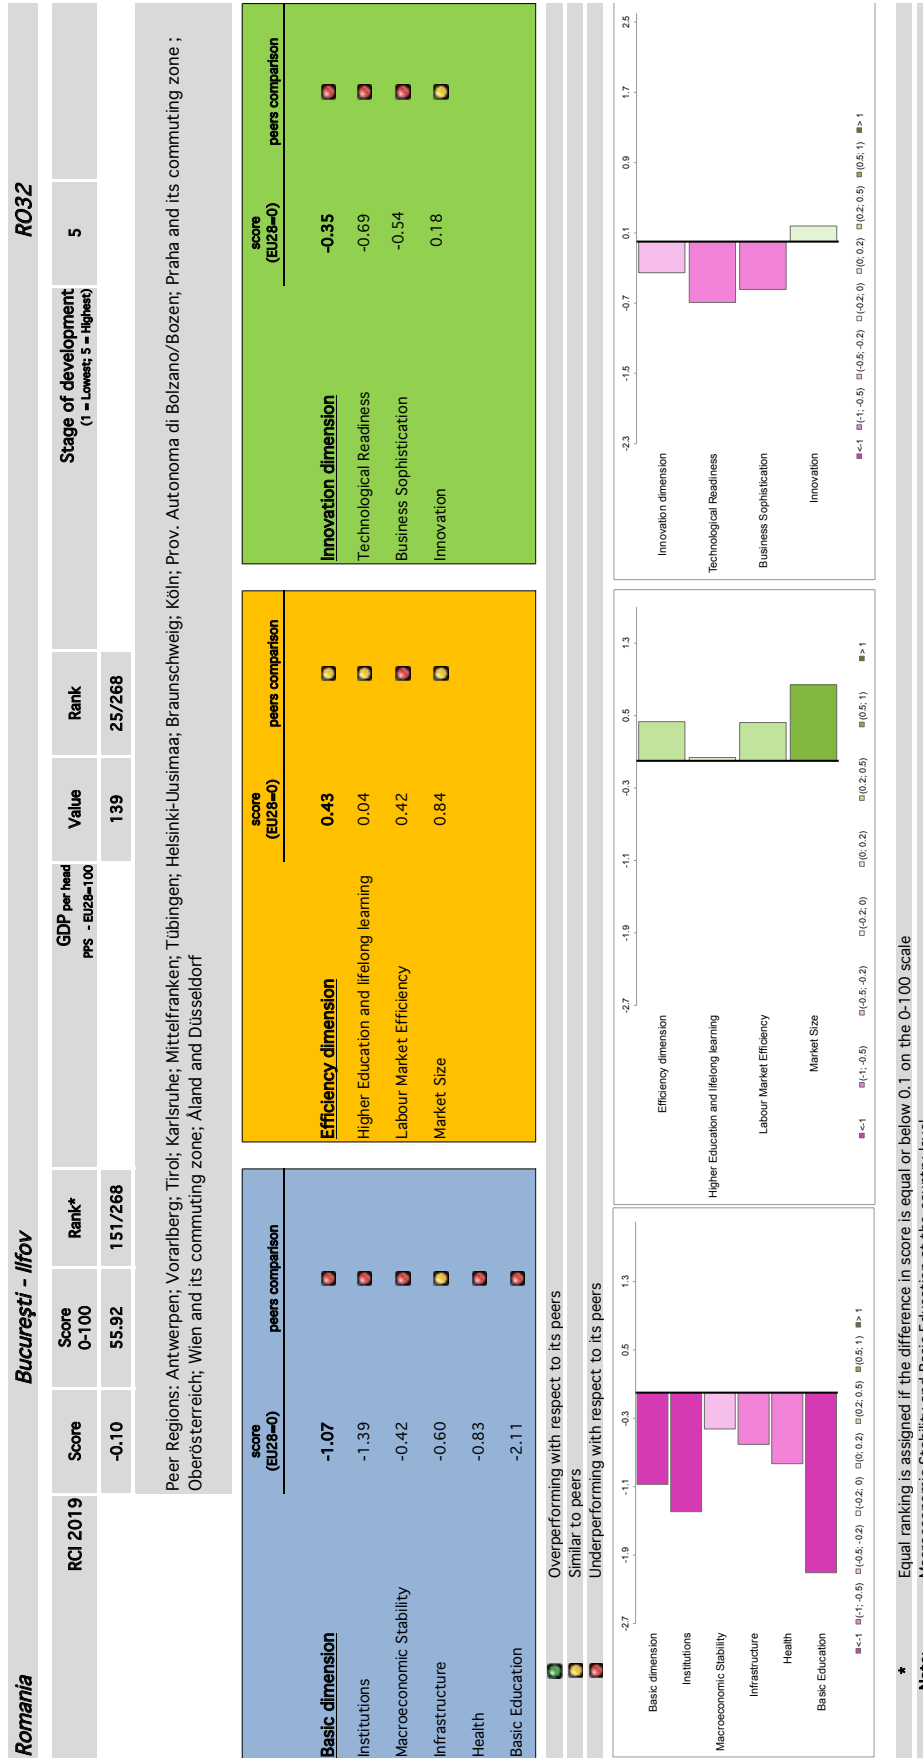 Romania București - Ilfov RO32
RCI 2019 Score Score 0-100 Rank* GDP per head PPS - EU28=100 Value Rank Stage of development (1 = Lowest; 5 = Highest) 5
-0.10 55.92 151/268 139 25/268
Peer Regions: Antwerpen; Vorarlberg; Tirol; Karlsruhe; Mittelfranken; Tübingen; Helsinki-Uusimaa; Braunschweig; Köln; Prov. Autonoma di Bolzano/Bozen; Praha and its commuting zone ;
Oberösterreich; Wien and its commuting zone; Åland and Düsseldorf
score (EU28=0) peers comparison
Basic dimension -1.07
Institutions -1.39
Macroeconomic Stability -0.42
Infrastructure -0.60
Health -0.83
Basic Education -2.11
score (EU28=0) peers comparison
Efficiency dimension 0.43
Higher Education and lifelong learning 0.04
Labour Market Efficiency 0.42
Market Size 0.84
score (EU28=0) peers comparison
Innovation dimension -0.35
Technological Readiness -0.69
Business Sophistication -0.54
Innovation 0.18
Overperforming with respect to its peers
Similar to peers
Underperforming with respect to its peers
-2.7 -1.9 -1.1 -0.3 0.5 1.3
Basic dimension
Institutions
Macroeconomic Stability
Infrastructure
Health
Basic Education
<-1 (-1; -0.5) (-0.5; -0.2) (-0.2; 0) (0; 0.2) (0.2; 0.5) (0.5; 1) > 1
-2.7 -1.9 -1.1 -0.3 0.5 1.3
Efficiency dimension
Higher Education and lifelong learning
Labour Market Efficiency
Market Size
<-1 (-1; -0.5) (-0.5; -0.2) (-0.2; 0) (0; 0.2) (0.2; 0.5) (0.5; 1) > 1
-2.3 -1.5 -0.7 0.1 0.9 1.7 2.5
Innovation dimension
Technological Readiness
Business Sophistication
Innovation
<-1 (-1; -0.5) (-0.5; -0.2) (-0.2; 0) (0; 0.2) (0.2; 0.5) (0.5; 1) > 1
* Equal ranking is assigned if the difference in score is equal or below 0.1 on the 0-100 scale
Note: Macroeconomic Stability and Basic Education at the country level